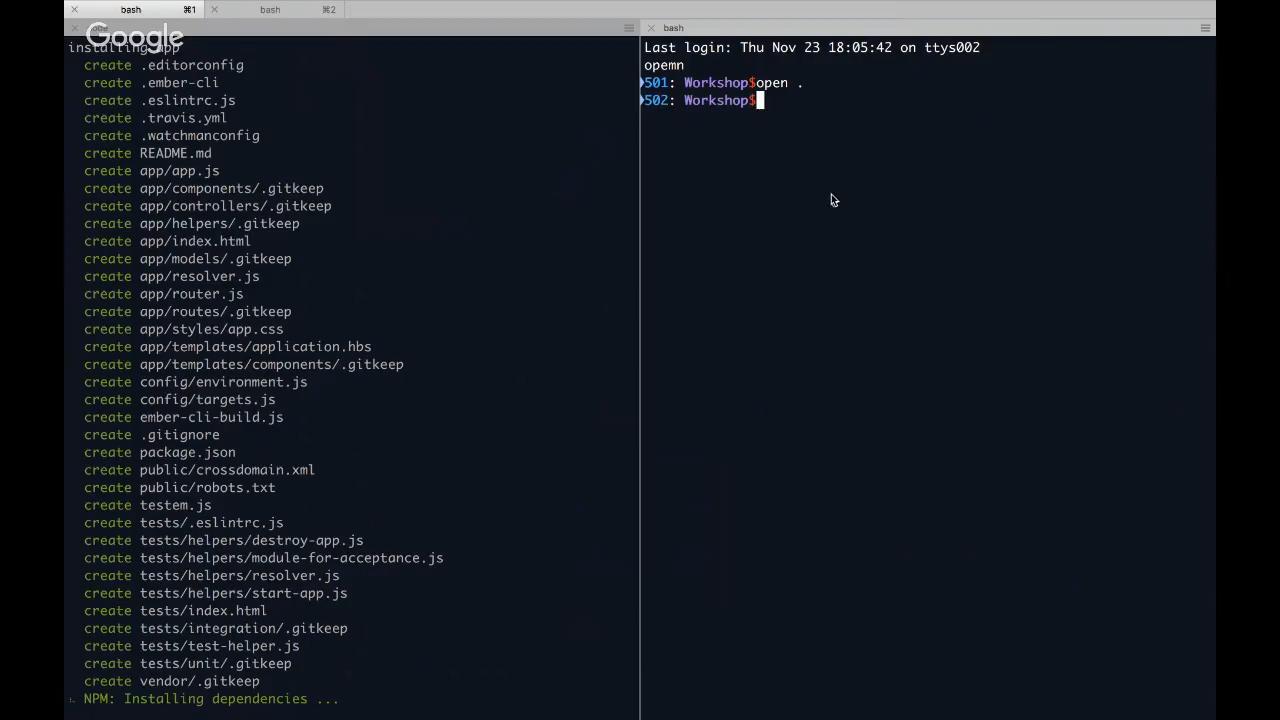 bash ⌘1 bash ⌘2
Google
bash
installing app
create .editorconfig
create .ember-cli
create .eslintrc.js
create .travis.yml
create .watchmanconfig
create README.md
create app/app.js
create app/components/.gitkeep
create app/controllers/.gitkeep
create app/helpers/.gitkeep
create app/index.html
create app/models/.gitkeep
create app/resolver.js
create app/router.js
create app/routes/.gitkeep
create app/styles/app.css
create app/templates/application.hbs
create app/templates/components/.gitkeep
create config/environment.js
create config/targets.js
create ember-cli-build.js
create .gitignore
create package.json
create public/crossdomain.xml
create public/robots.txt
create testem.js
create tests/.eslintrc.js
create tests/helpers/destroy-app.js
create tests/helpers/module-for-acceptance.js
create tests/helpers/resolver.js
create tests/helpers/start-app.js
create tests/index.html
create tests/integration/.gitkeep
create tests/test-helper.js
create tests/unit/.gitkeep
create vendor/.gitkeep
NPM: Installing dependencies ...
Last login: Thu Nov 23 18:05:42 on ttys002
opemn
501: Workshop$open .
502: Workshop$